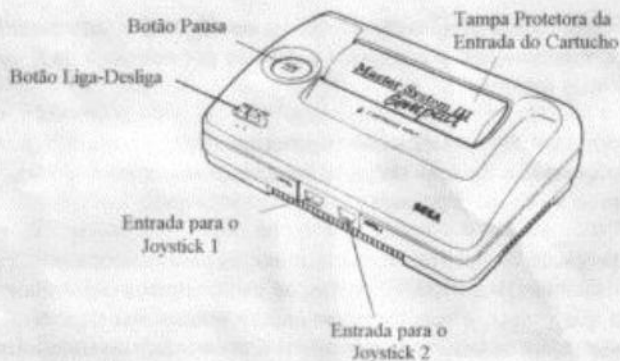 Botão Pausa
Tampa Protetora da
Entrada do Cartucho
Botão Liga-Desliga
Master System III
Compact
SEGA
Entrada para o
Joystick 1
Entrada para o
Joystick 2